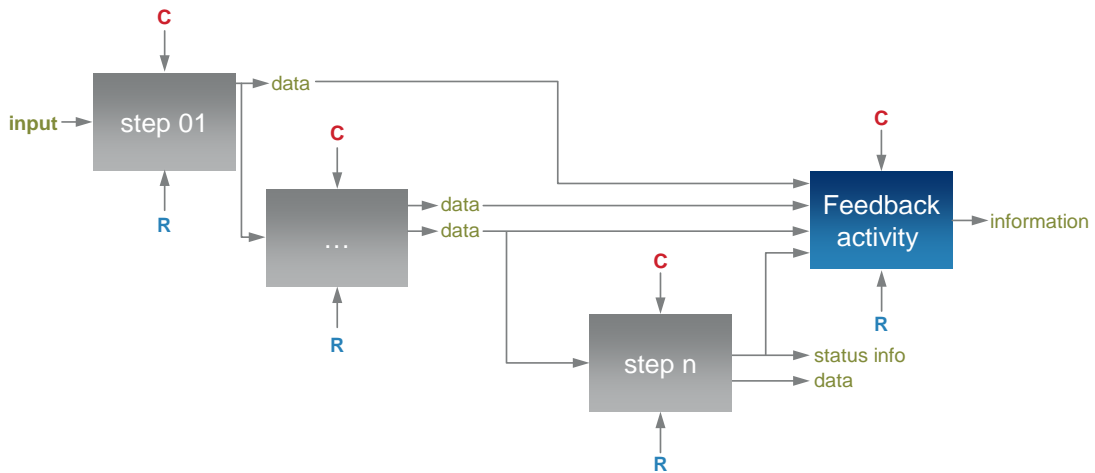 C
data
input
step 01
C
C
R
data
Feedback
activity
information
…
data
C
R
R
step n
status info
data
R